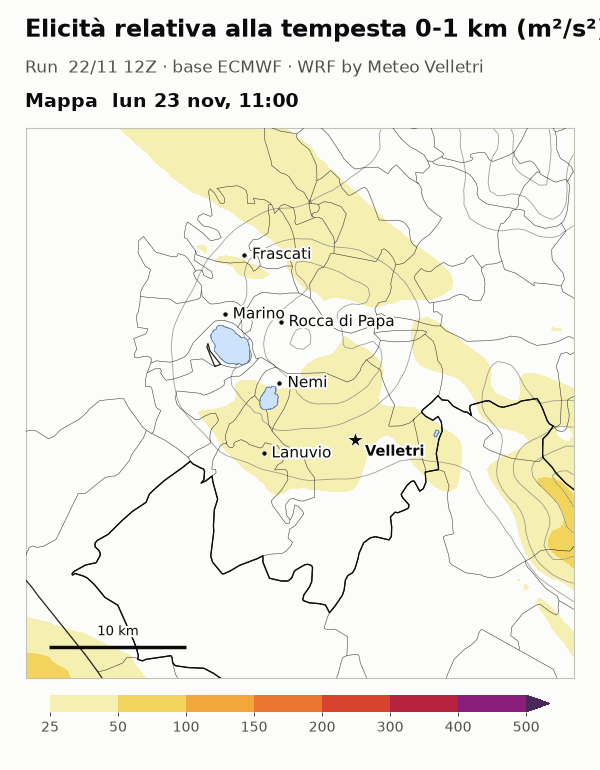 Elicità relativa alla tempesta 0-1 km (m²/s²)
Run 22/11 12Z · base ECMWF · WRF by Meteo Velletri
Mappa lun 23 nov, 11:00
Frascati
Marino
Rocca di Papa
Nemi
Velletri
Lanuvio
10 km
25 50 100 150 200 300 400 500